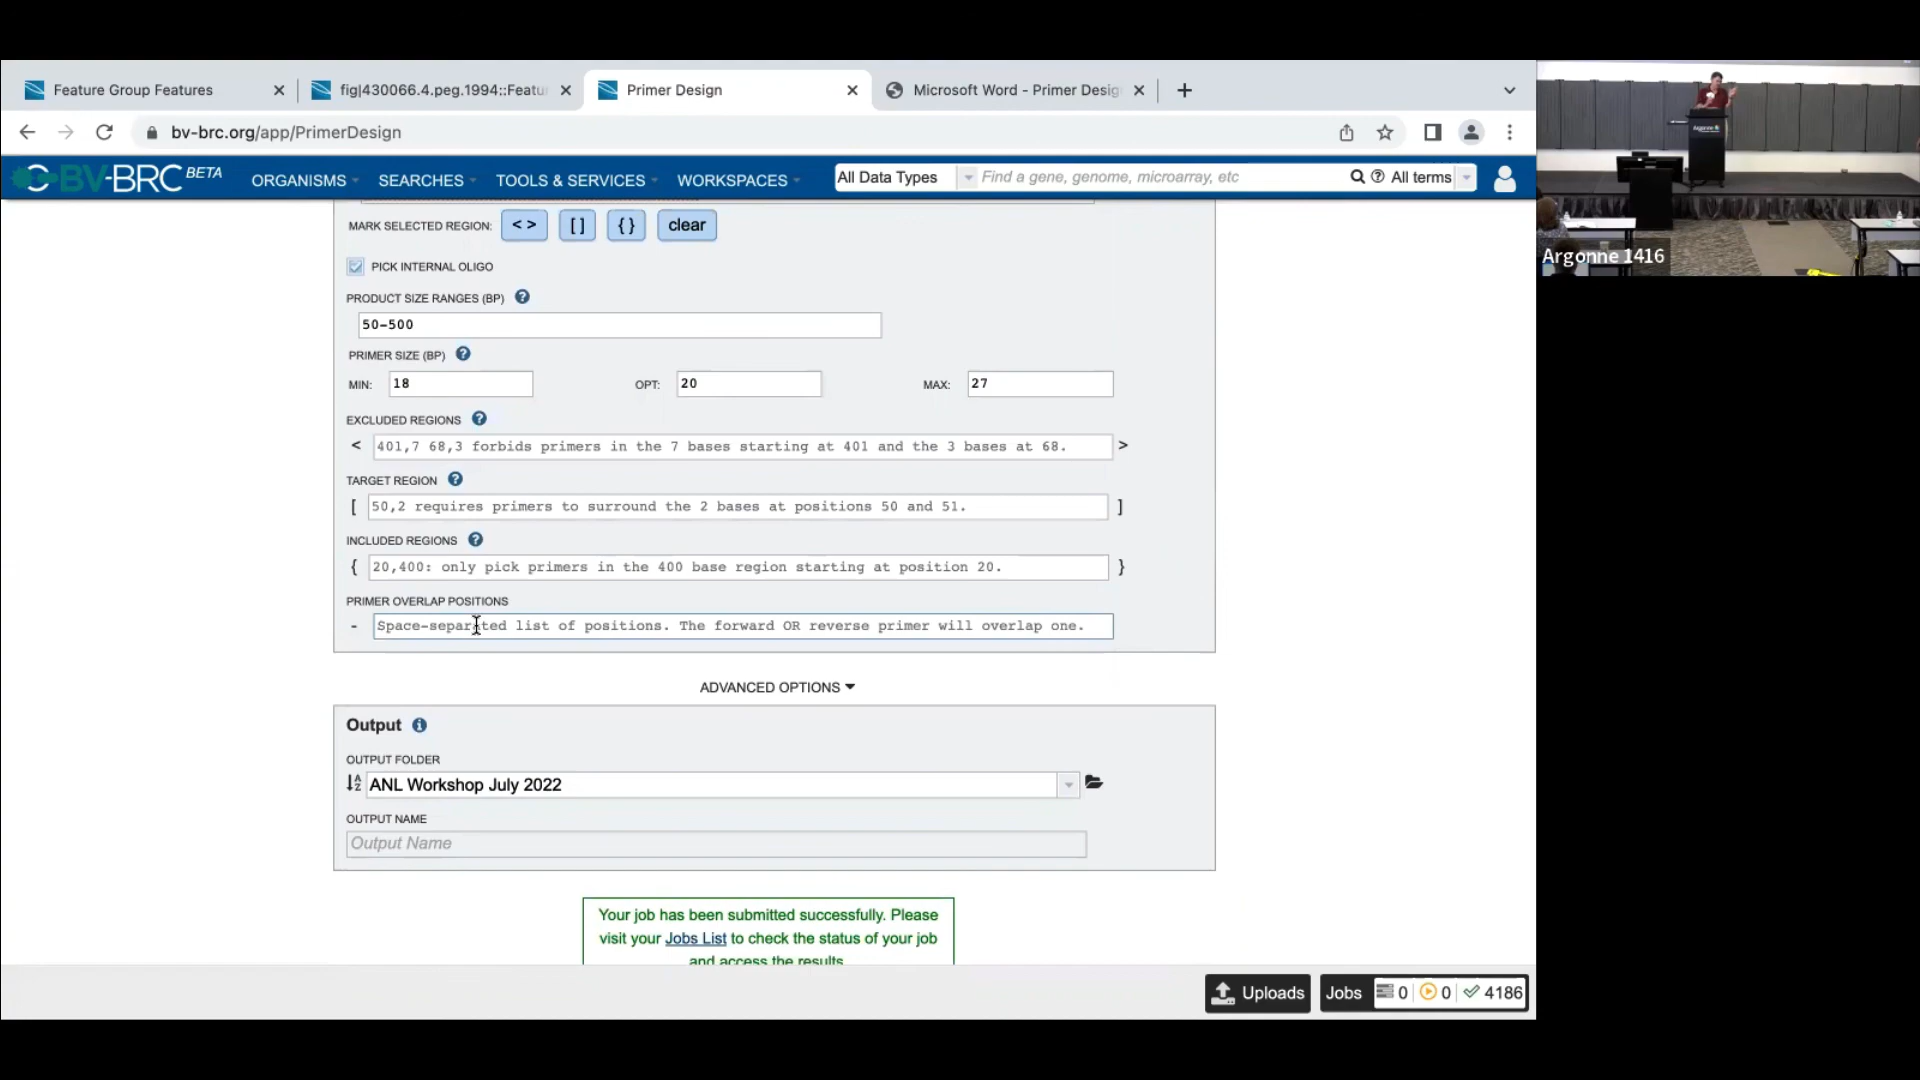 Feature Group Features
fig|430066.4.peg.1994::Featu
Primer Design
Microsoft Word - Primer Desig
bv-brc.org/app/PrimerDesign
BV-BRC BETA
ORGANISMS
SEARCHES
TOOLS & SERVICES
WORKSPACES
All Data Types
Find a gene, genome, microarray, etc
All terms
MARK SELECTED REGION:
< >
[ ]
{ }
clear
PICK INTERNAL OLIGO
PRODUCT SIZE RANGES (BP)
50-500
PRIMER SIZE (BP)
MIN: 18 OPT: 20 MAX: 27
EXCLUDED REGIONS
< 401,7 68,3 forbids primers in the 7 bases starting at 401 and the 3 bases at 68. >
TARGET REGION
[ 50,2 requires primers to surround the 2 bases at positions 50 and 51. ]
INCLUDED REGIONS
{ 20,400: only pick primers in the 400 base region starting at position 20. }
PRIMER OVERLAP POSITIONS
- Space-separated list of positions. The forward OR reverse primer will overlap one.
ADVANCED OPTIONS
Output
OUTPUT FOLDER
ANL Workshop July 2022
OUTPUT NAME
Output Name
Your job has been submitted successfully. Please
visit your Jobs List to check the status of your job
and access the results.
Uploads
Jobs 0 0 4186
Argonne
Argonne 1416